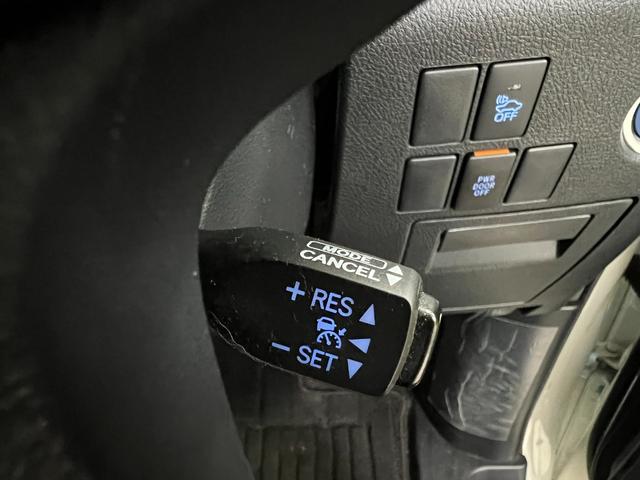 OFF
PWR
DOOR
OFF
MODE
CANCEL
+ RES
- SET